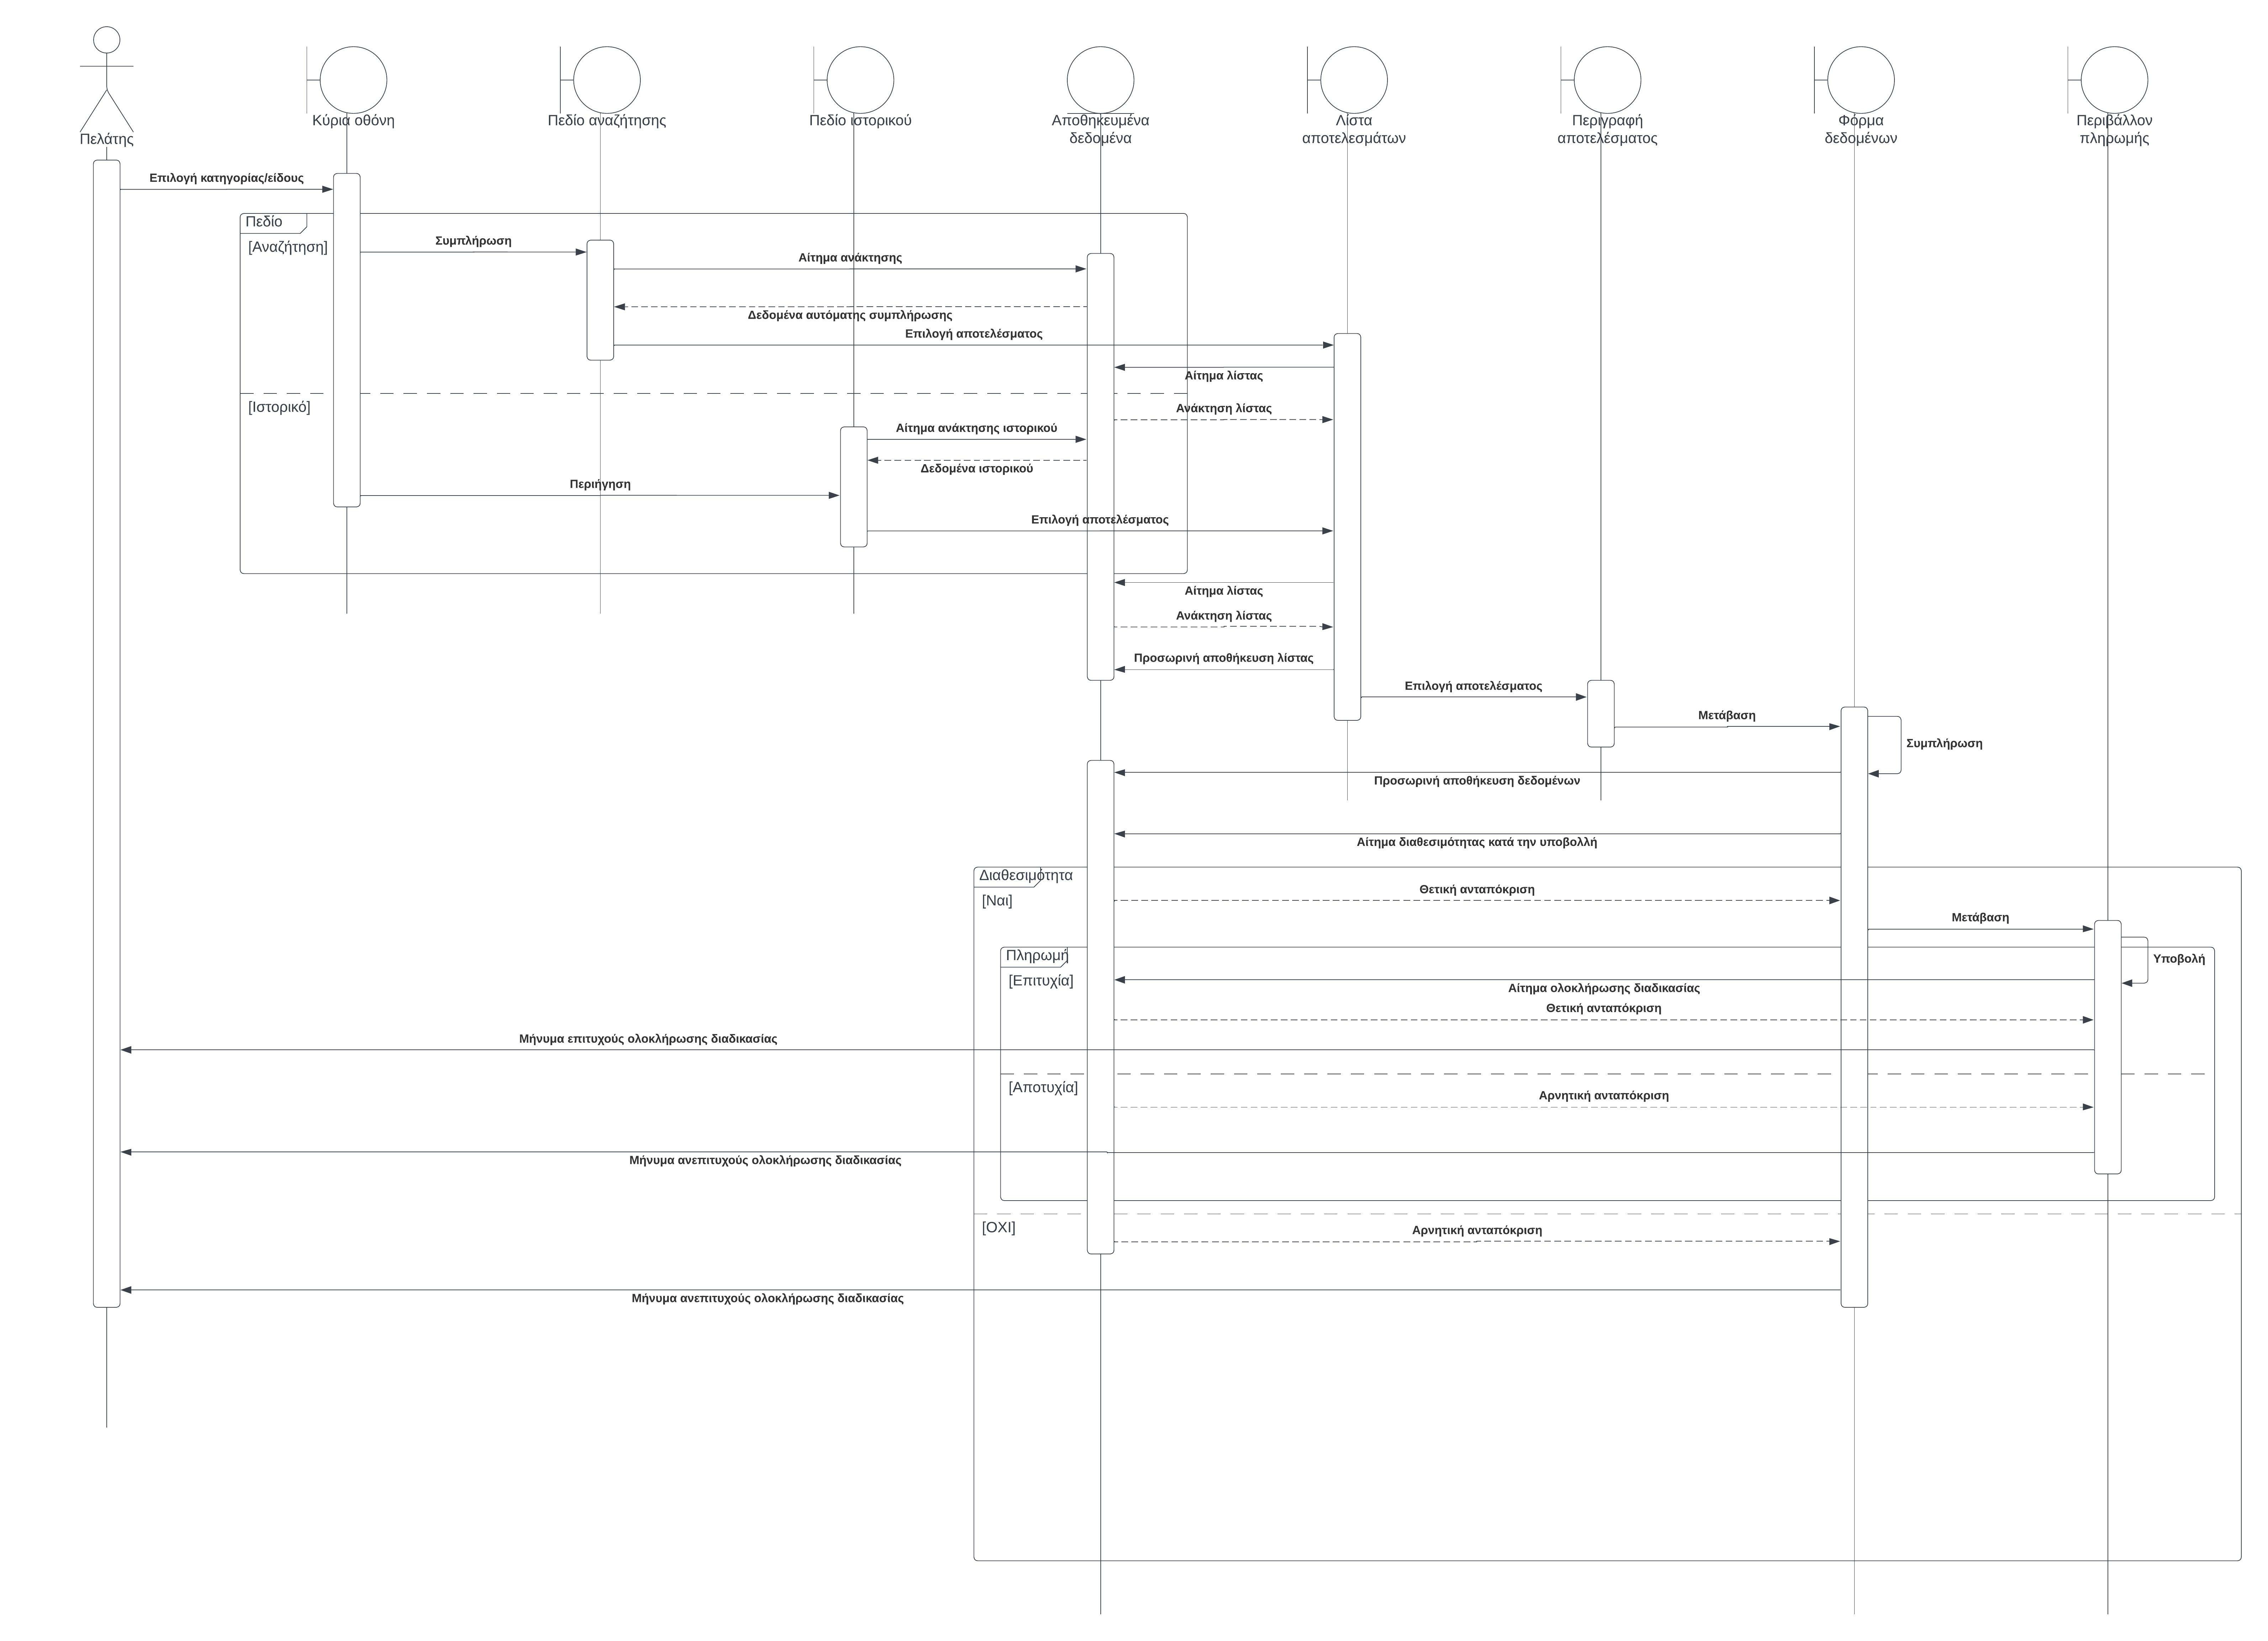 Πελάτης
Κύρια οθόνη
Πεδίο αναζήτησης
Πεδίο ιστορικού
Αποθηκευμένα
δεδομένα
Λίστα
αποτελεσμάτων
Περιγραφή
αποτελέσματος
Φόρμα
δεδομένων
Περιβάλλον
πληρωμής
Επιλογή κατηγορίας/είδους
Πεδίο
[Αναζήτηση]
Συμπλήρωση
Αίτημα ανάκτησης
Δεδομένα αυτόματης συμπλήρωσης
Επιλογή αποτελέσματος
Αίτημα λίστας
[Ιστορικό]
Ανάκτηση λίστας
Αίτημα ανάκτησης ιστορικού
Δεδομένα ιστορικού
Περιήγηση
Επιλογή αποτελέσματος
Αίτημα λίστας
Ανάκτηση λίστας
Προσωρινή αποθήκευση λίστας
Επιλογή αποτελέσματος
Μετάβαση
Συμπλήρωση
Προσωρινή αποθήκευση δεδομένων
Αίτημα διαθεσιμότητας κατά την υποβολλή
Διαθεσιμότητα
[Ναι]
Θετική ανταπόκριση
Μετάβαση
Πληρωμή
[Επιτυχία]
Υποβολή
Αίτημα ολοκλήρωσης διαδικασίας
Θετική ανταπόκριση
Μήνυμα επιτυχούς ολοκλήρωσης διαδικασίας
[Αποτυχία]
Αρνητική ανταπόκριση
Μήνυμα ανεπιτυχούς ολοκλήρωσης διαδικασίας
[ΟΧΙ]
Αρνητική ανταπόκριση
Μήνυμα ανεπιτυχούς ολοκλήρωσης διαδικασίας